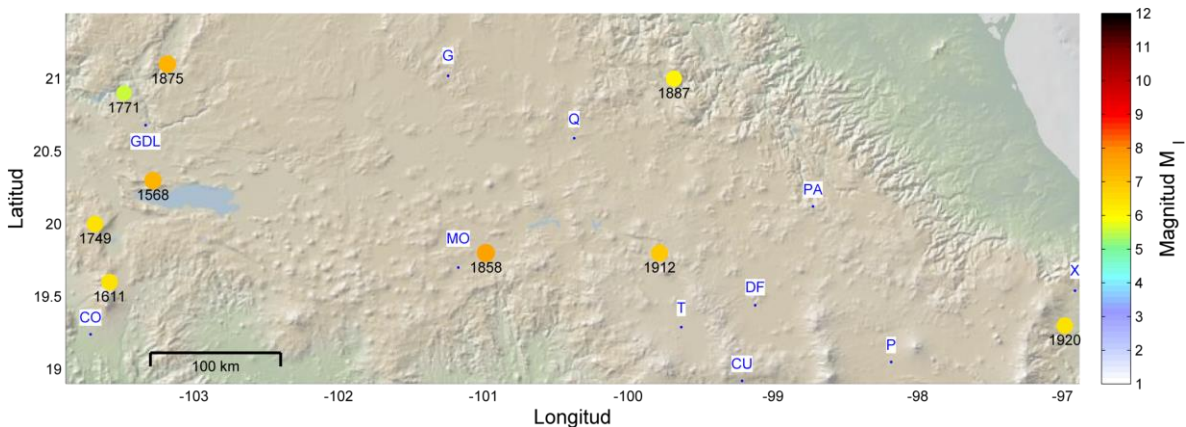 12
11
10
9
8
7
6
5
4
3
2
1
Magnitud M_l
21
20.5
20
19.5
19
Latitud
G
1875
1771
1887
GDL
Q
1568
PA
1749
MO
1858
1912
1611
X
DF
CO
T
1920
100 km
P
CU
-103
-102
-101
-100
-99
-98
-97
Longitud